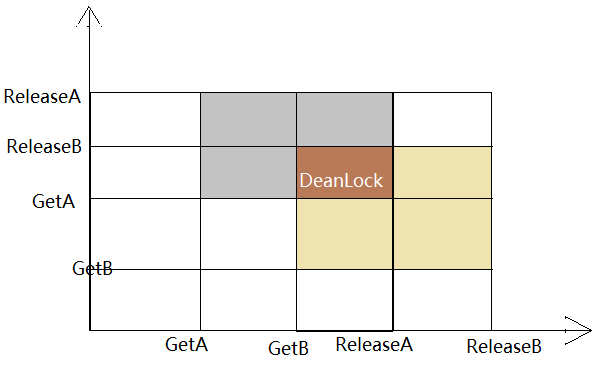 ReleaseA
ReleaseB
DeanLock
GetA
GetB
GetA
GetB
ReleaseA
ReleaseB